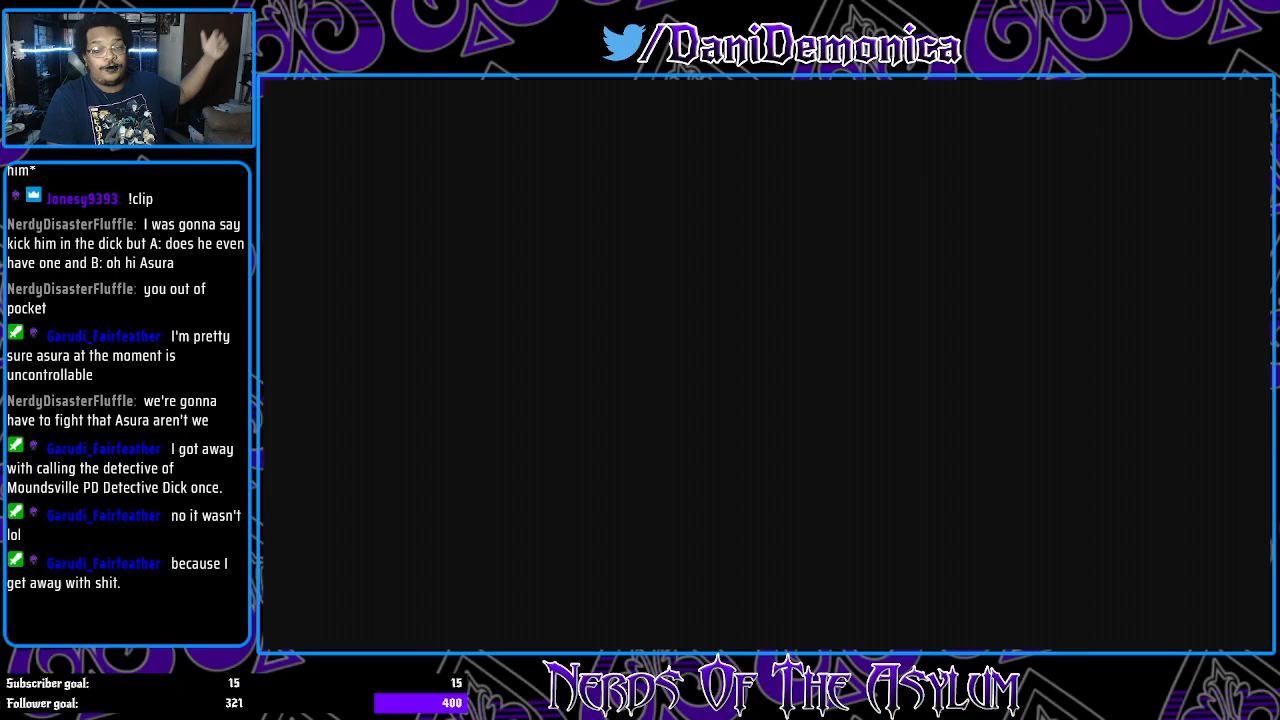 /DaniDemonica
him*
Jonesy9393: !clip
NerdyDisasterFluffle: I was gonna say
kick him in the dick but A: does he even
have one and B: oh hi Asura
NerdyDisasterFluffle: you out of
pocket
Garudi_Fairfeather: I'm pretty
sure asura at the moment is
uncontrollable
NerdyDisasterFluffle: we're gonna
have to fight that Asura aren't we
Garudi_Fairfeather: I got away
with calling the detective of
Moundsville PD Detective Dick once.
Garudi_Fairfeather: no it wasn't
lol
Garudi_Fairfeather: because I
get away with shit.
Subscriber goal: 15 15
Follower goal: 321 400
Nerds Of The Asylum